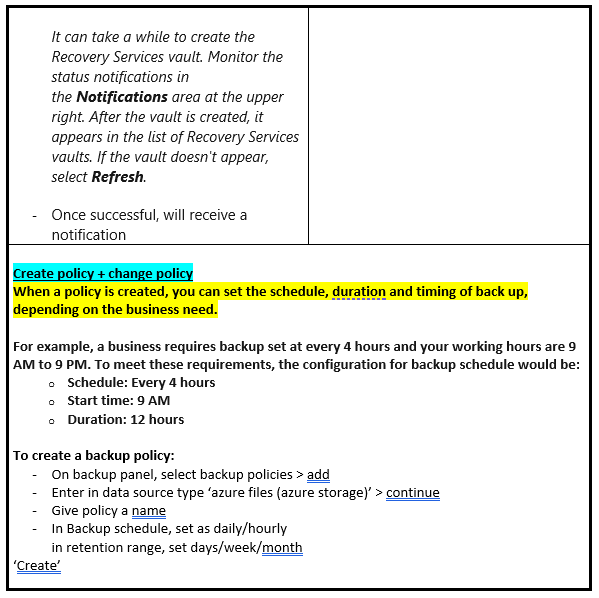 It can take a while to create the
Recovery Services vault. Monitor the
status notifications in
the Notifications area at the upper
right. After the vault is created, it
appears in the list of Recovery Services
vaults. If the vault doesn't appear,
select Refresh.
- Once successful, will receive a
notification
Create policy + change policy
When a policy is created, you can set the schedule, duration and timing of back up,
depending on the business need.
For example, a business requires backup set at every 4 hours and your working hours are 9
AM to 9 PM. To meet these requirements, the configuration for backup schedule would be:
o Schedule: Every 4 hours
o Start time: 9 AM
o Duration: 12 hours
To create a backup policy:
- On backup panel, select backup policies > add
- Enter in data source type ‘azure files (azure storage)’ > continue
- Give policy a name
- In Backup schedule, set as daily/hourly
in retention range, set days/week/month
‘Create’